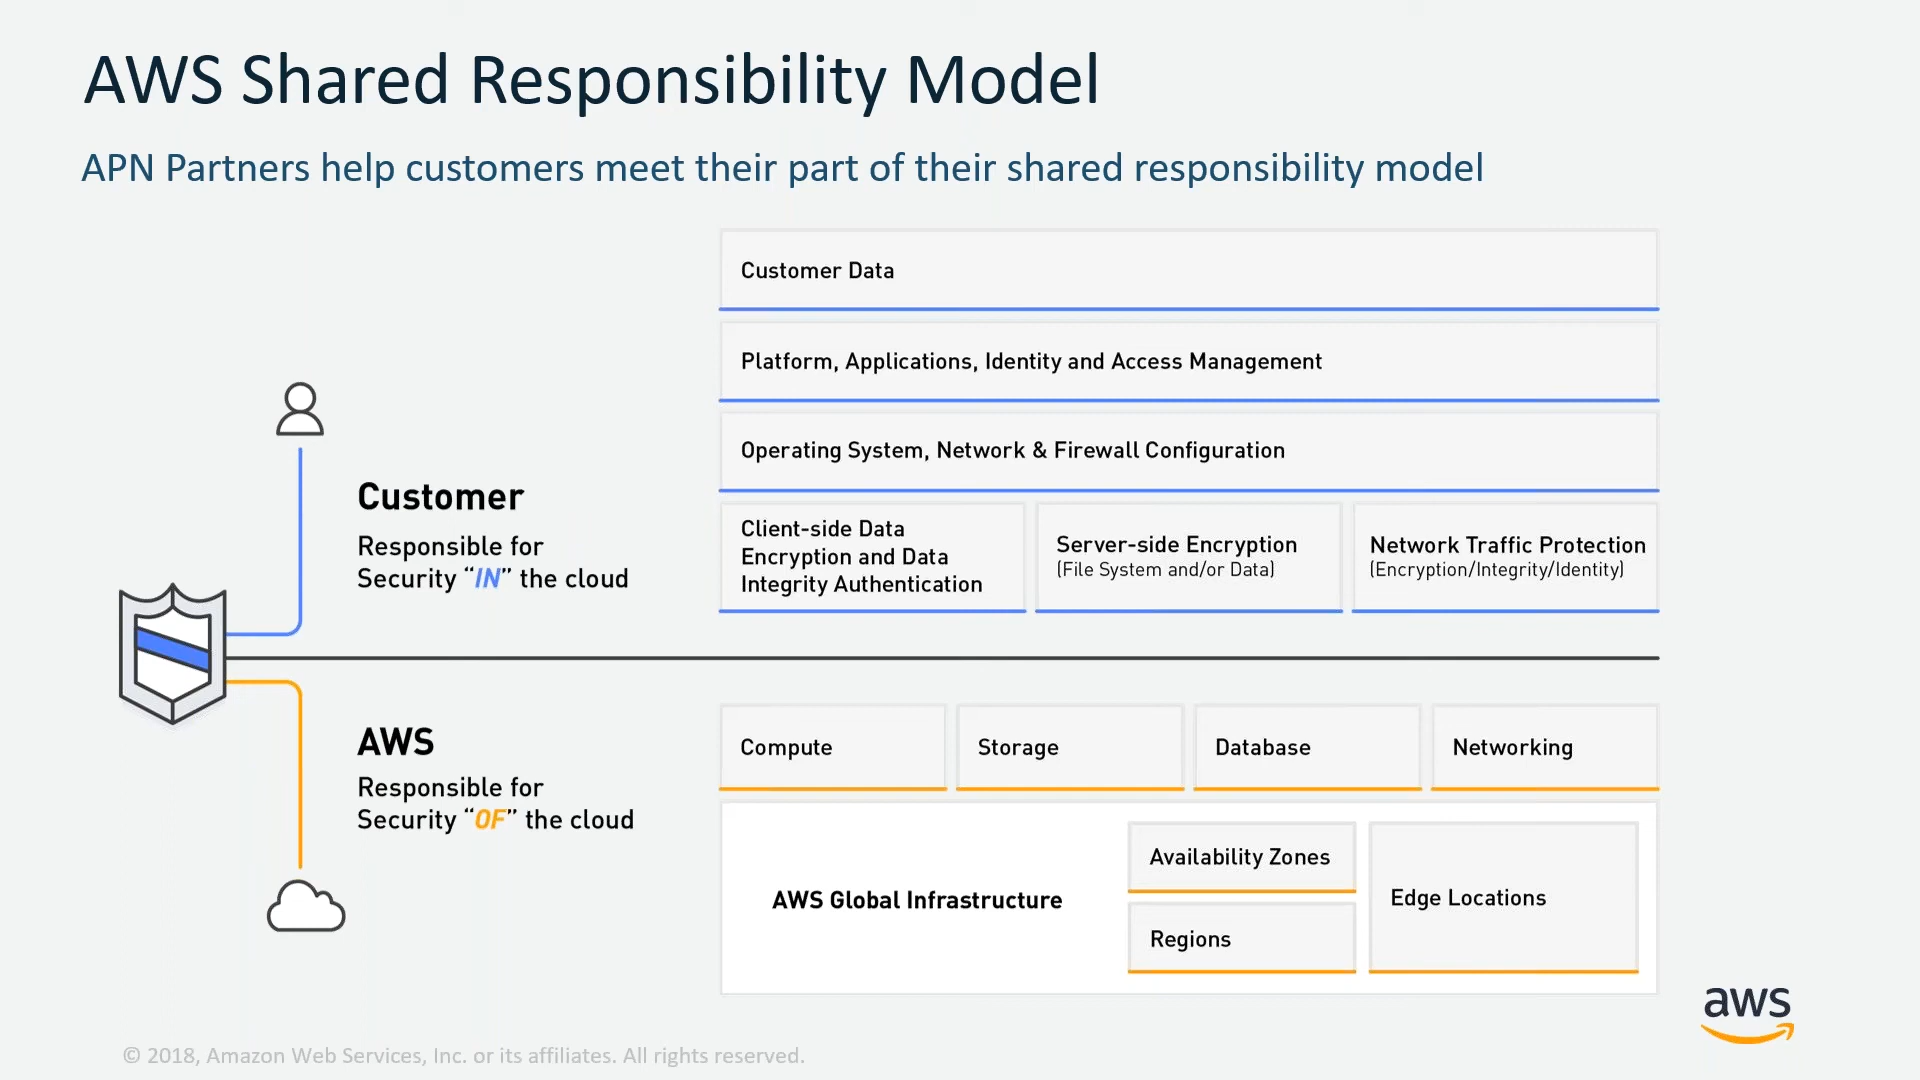 AWS Shared Responsibility Model
APN Partners help customers meet their part of their shared responsibility model
Customer Data
Platform, Applications, Identity and Access Management
Operating System, Network & Firewall Configuration
Customer
Responsible for
Security “IN” the cloud
Client-side Data
Encryption and Data
Integrity Authentication
Server-side Encryption
(File System and/or Data)
Network Traffic Protection
(Encryption/Integrity/Identity)
AWS
Responsible for
Security “OF” the cloud
Compute
Storage
Database
Networking
AWS Global Infrastructure
Availability Zones
Regions
Edge Locations
aws
© 2018, Amazon Web Services, Inc. or its affiliates. All rights reserved.